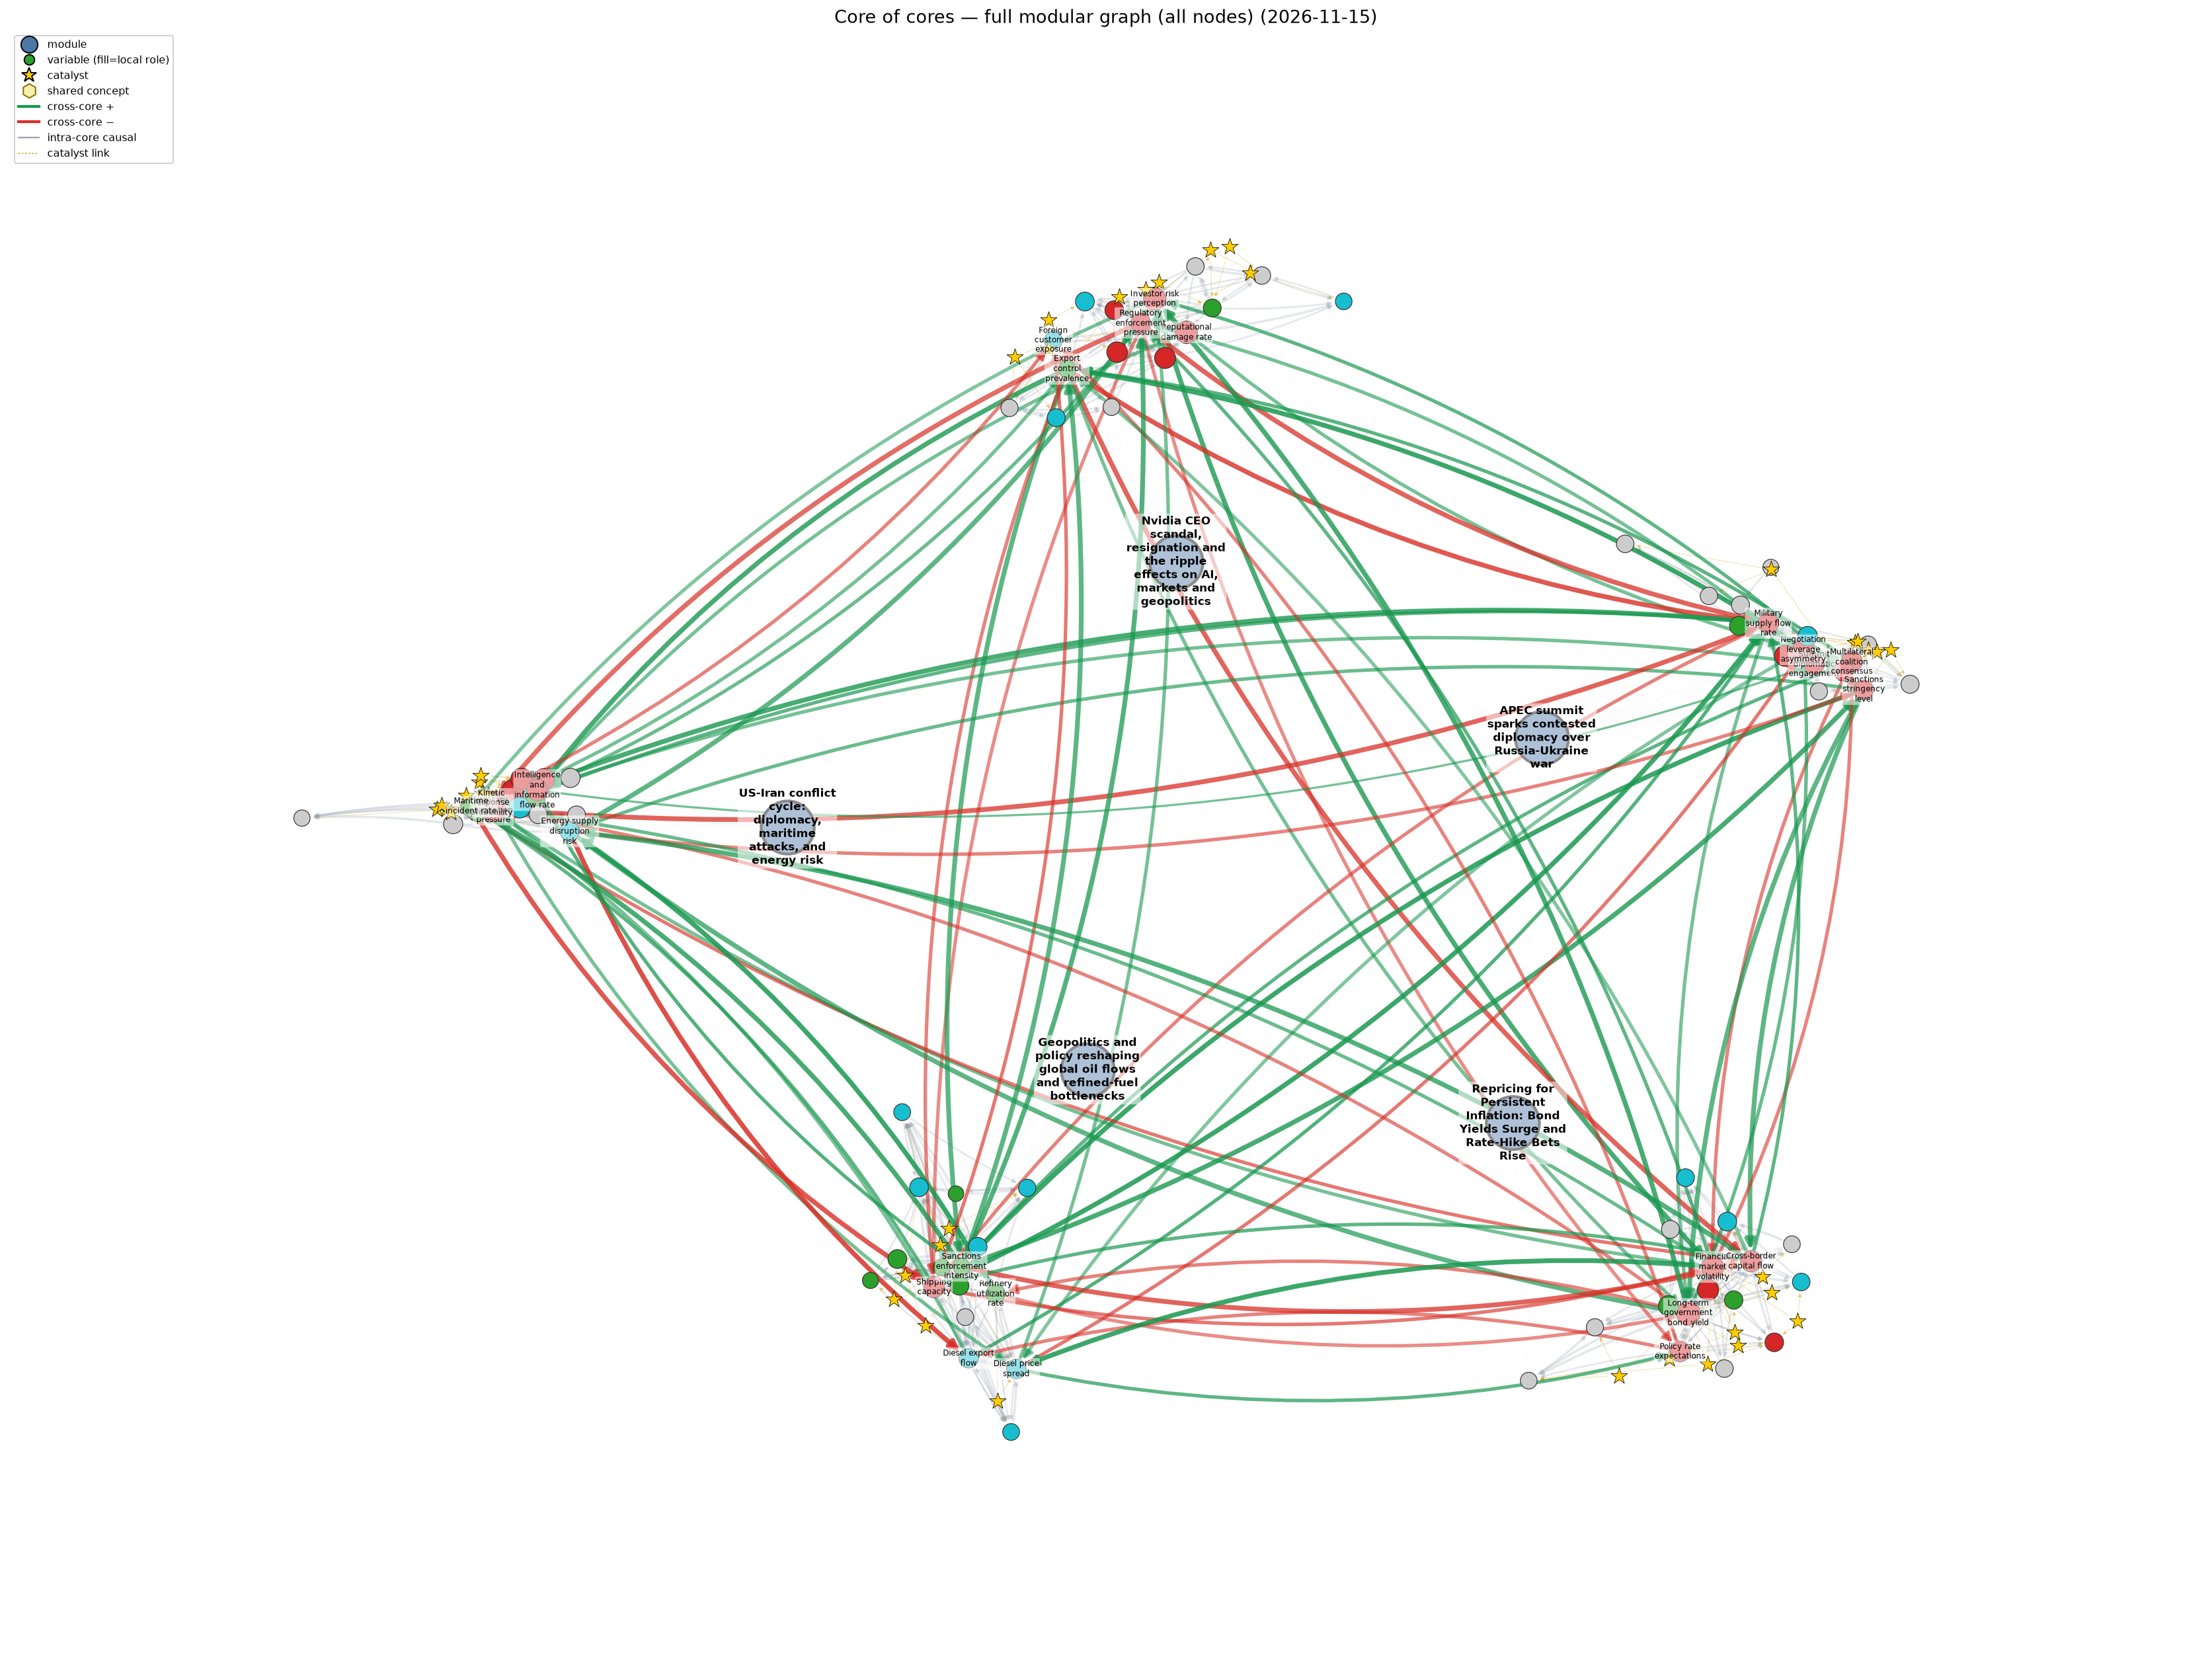 Core of cores — full modular graph (all nodes) (2026-11-15)
module
variable (fill=local role)
catalyst
shared concept
cross-core +
cross-core −
intra-core causal
catalyst link
Investor risk
perception
Regulatory
enforcement
pressure
damage rate
Foreign
customer
exposure
Export
control
prevalence
Nvidia CEO
scandal,
resignation and
the ripple
effects on AI,
markets and
geopolitics
Military
supply flow
rate
Negotiation
leverage
asymmetry
Multilateral
coalition
consensus
Sanctions
stringency
level
APEC summit
sparks contested
diplomacy over
Russia-Ukraine
war
Intelligence
and
information
flow rate
Kinetic
Maritime
incident rate
pressure
Energy supply
disruption
risk
US-Iran conflict
cycle:
diplomacy,
maritime
attacks, and
energy risk
Geopolitics and
policy reshaping
global oil flows
and refined-fuel
bottlenecks
Repricing for
Persistent
Inflation: Bond
Yields Surge and
Rate-Hike Bets
Rise
Sanctions
enforcement
intensity
Shipping
capacity
Refinery
utilization
rate
Diesel export
flow
Diesel price
spread
market
volatility
Cross-border
capital flow
Long-term
government
bond yield
Policy rate
expectations